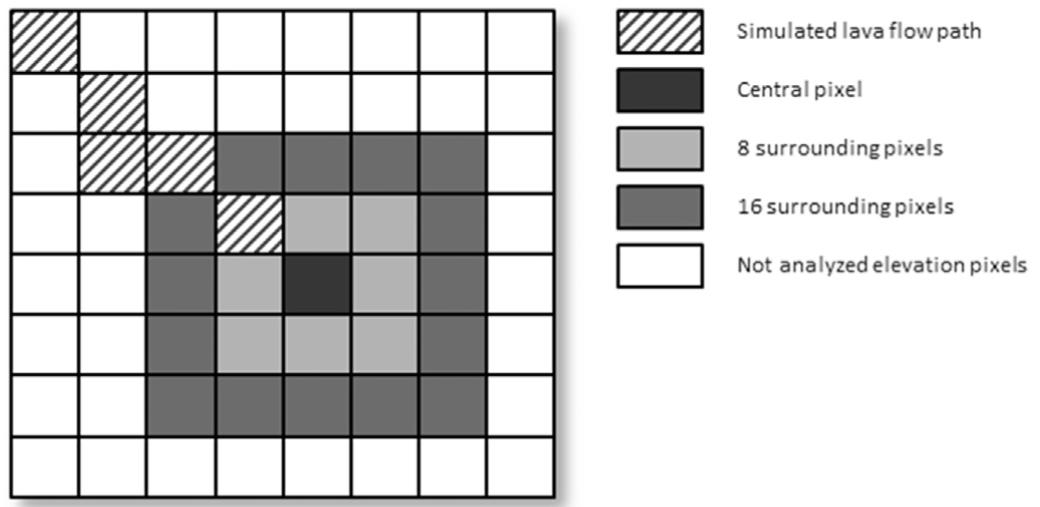 Simulated lava flow path
Central pixel
8 surrounding pixels
16 surrounding pixels
Not analyzed elevation pixels